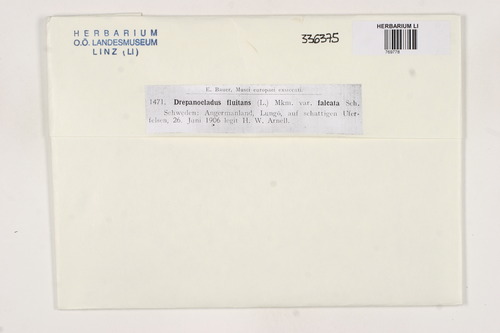 HERBARIUM
O.Ö. LANDESMUSEUM
LINZ (LI)
336375
HERBARIUM LI
E. Bauer, Musci europaei exsiccati
1471. Drepanocladus fluitans (L.) Mkm. var. falcata Sch.
Schweden: Angermanland, Lungö, auf schattigen Ufer-
felsen, 26. Juni 1906 legit H. W. Arnell.